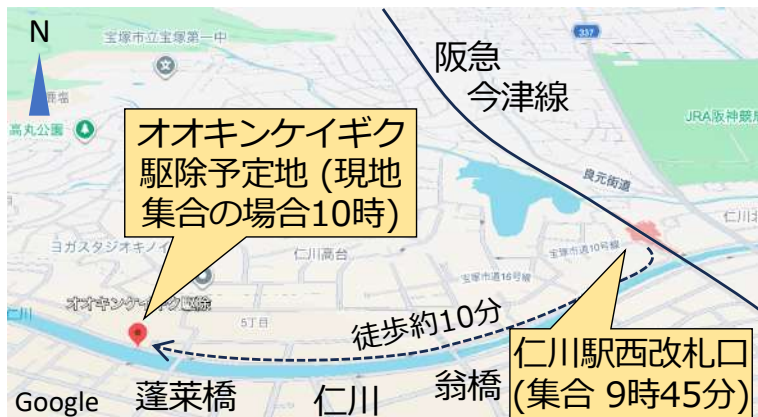 N
宝塚市立宝塚第一中
337
阪急
今津線
鹿塩
高丸公園
オオキンケイギク
駆除予定地 (現地
集合の場合10時)
JRA阪神競馬
良元街道
仁川北
ヨガスタジオキノイ
仁川高台
宝塚市道10号線
宝塚市道15号線
オオキンケイギク駆除
仁川
5丁目
徒歩約10分
仁川駅西改札口
(集合 9時45分)
Google
蓬莱橋
仁川
翁橋